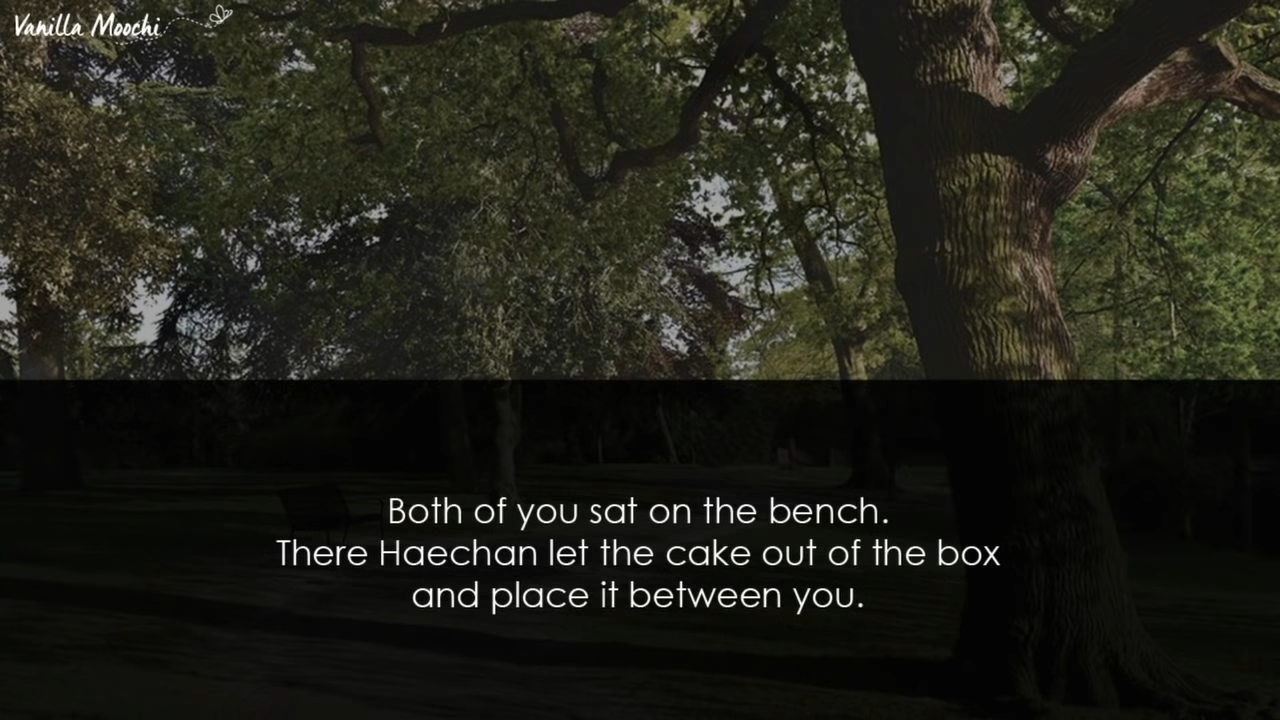 Vanilla Moochi
Both of you sat on the bench.
There Haechan let the cake out of the box
and place it between you.